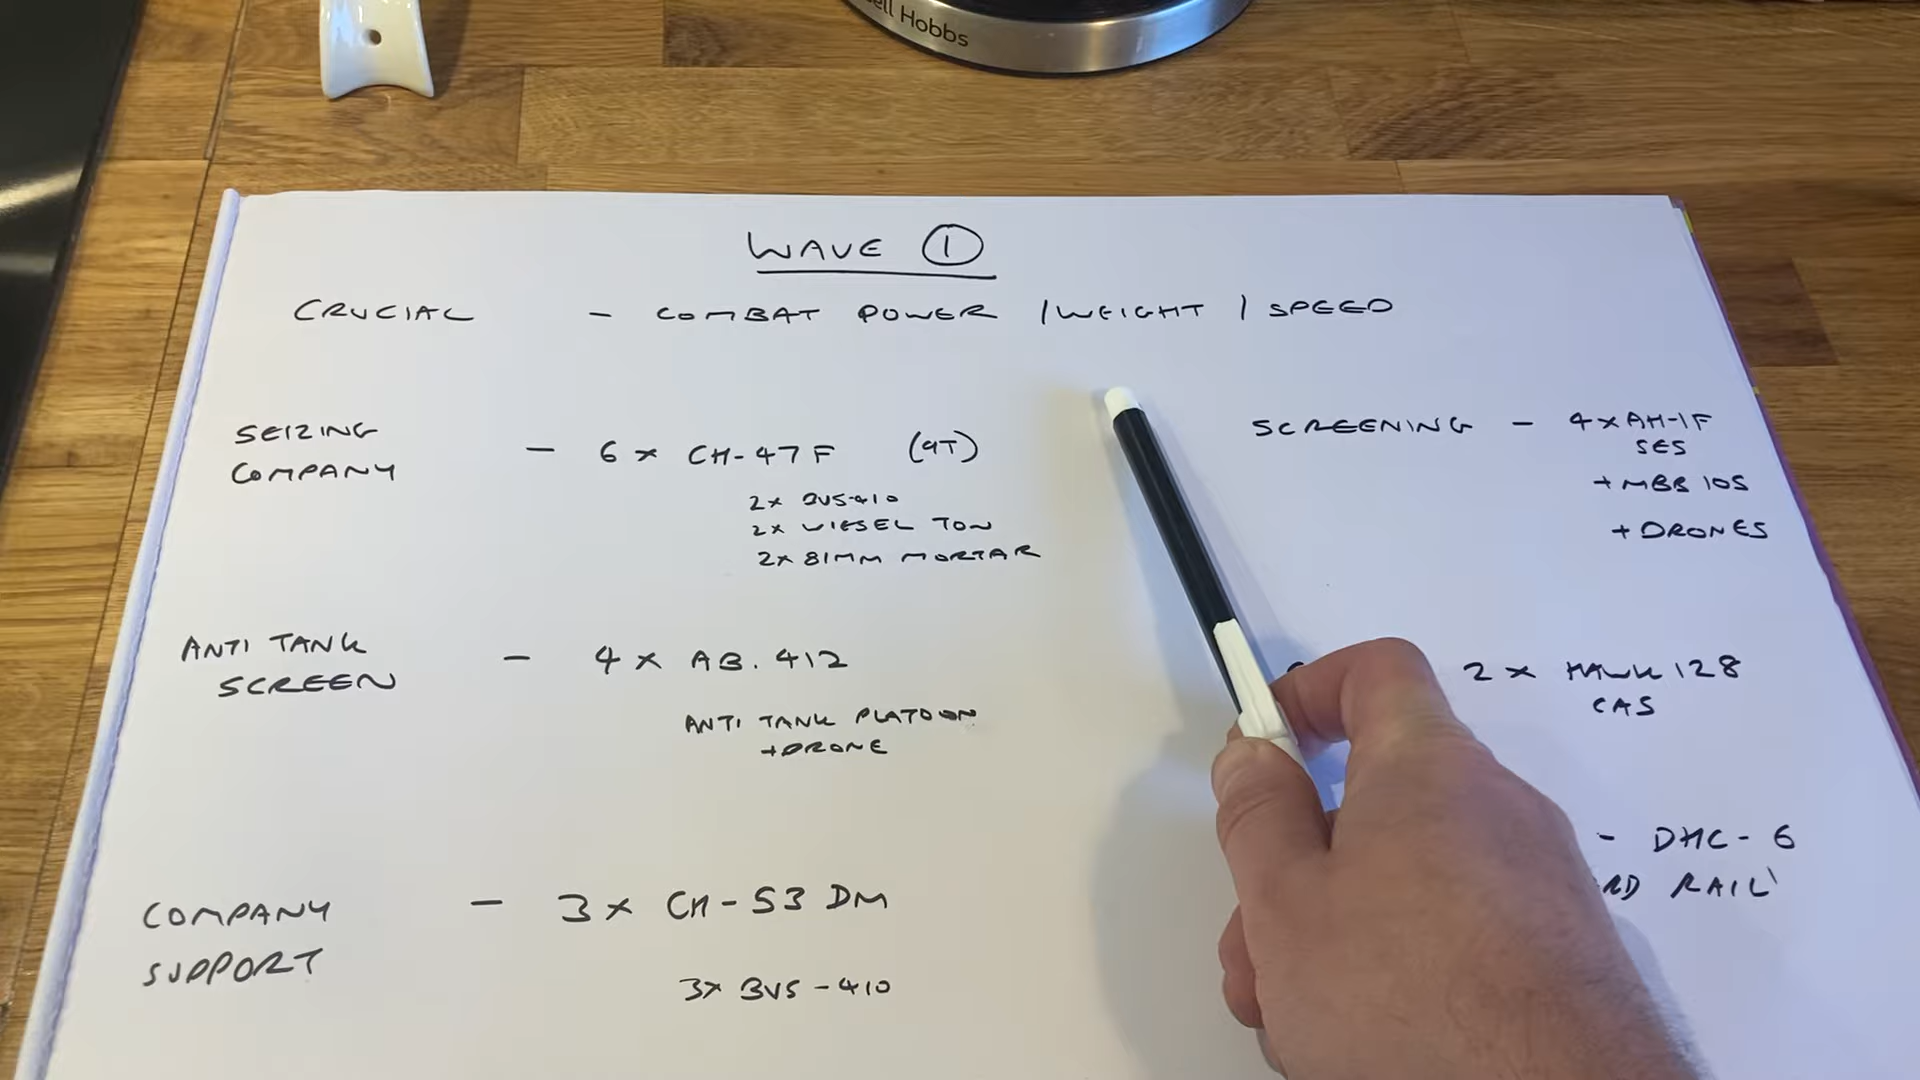 ell Hobbs
WAVE 1
CRUCIAL - COMBAT POWER / WEIGHT / SPEED
SEIZING
COMPANY
- 6 x CH-47F (9T)
2x BVS-410
2x WIESEL TOW
2x 81MM MORTAR
ANTI TANK
SCREEN
- 4 x AB.412
ANTI TANK PLATOON
+DRONE
COMPANY
SUPPORT
- 3 x CH-53 DM
3x BVS-410
SCREENING - 4 x AH-1F
SES
+ MBB 105
+ DRONES
2 x HAWK 128
CAS
- DHC-6
RD RAIL'